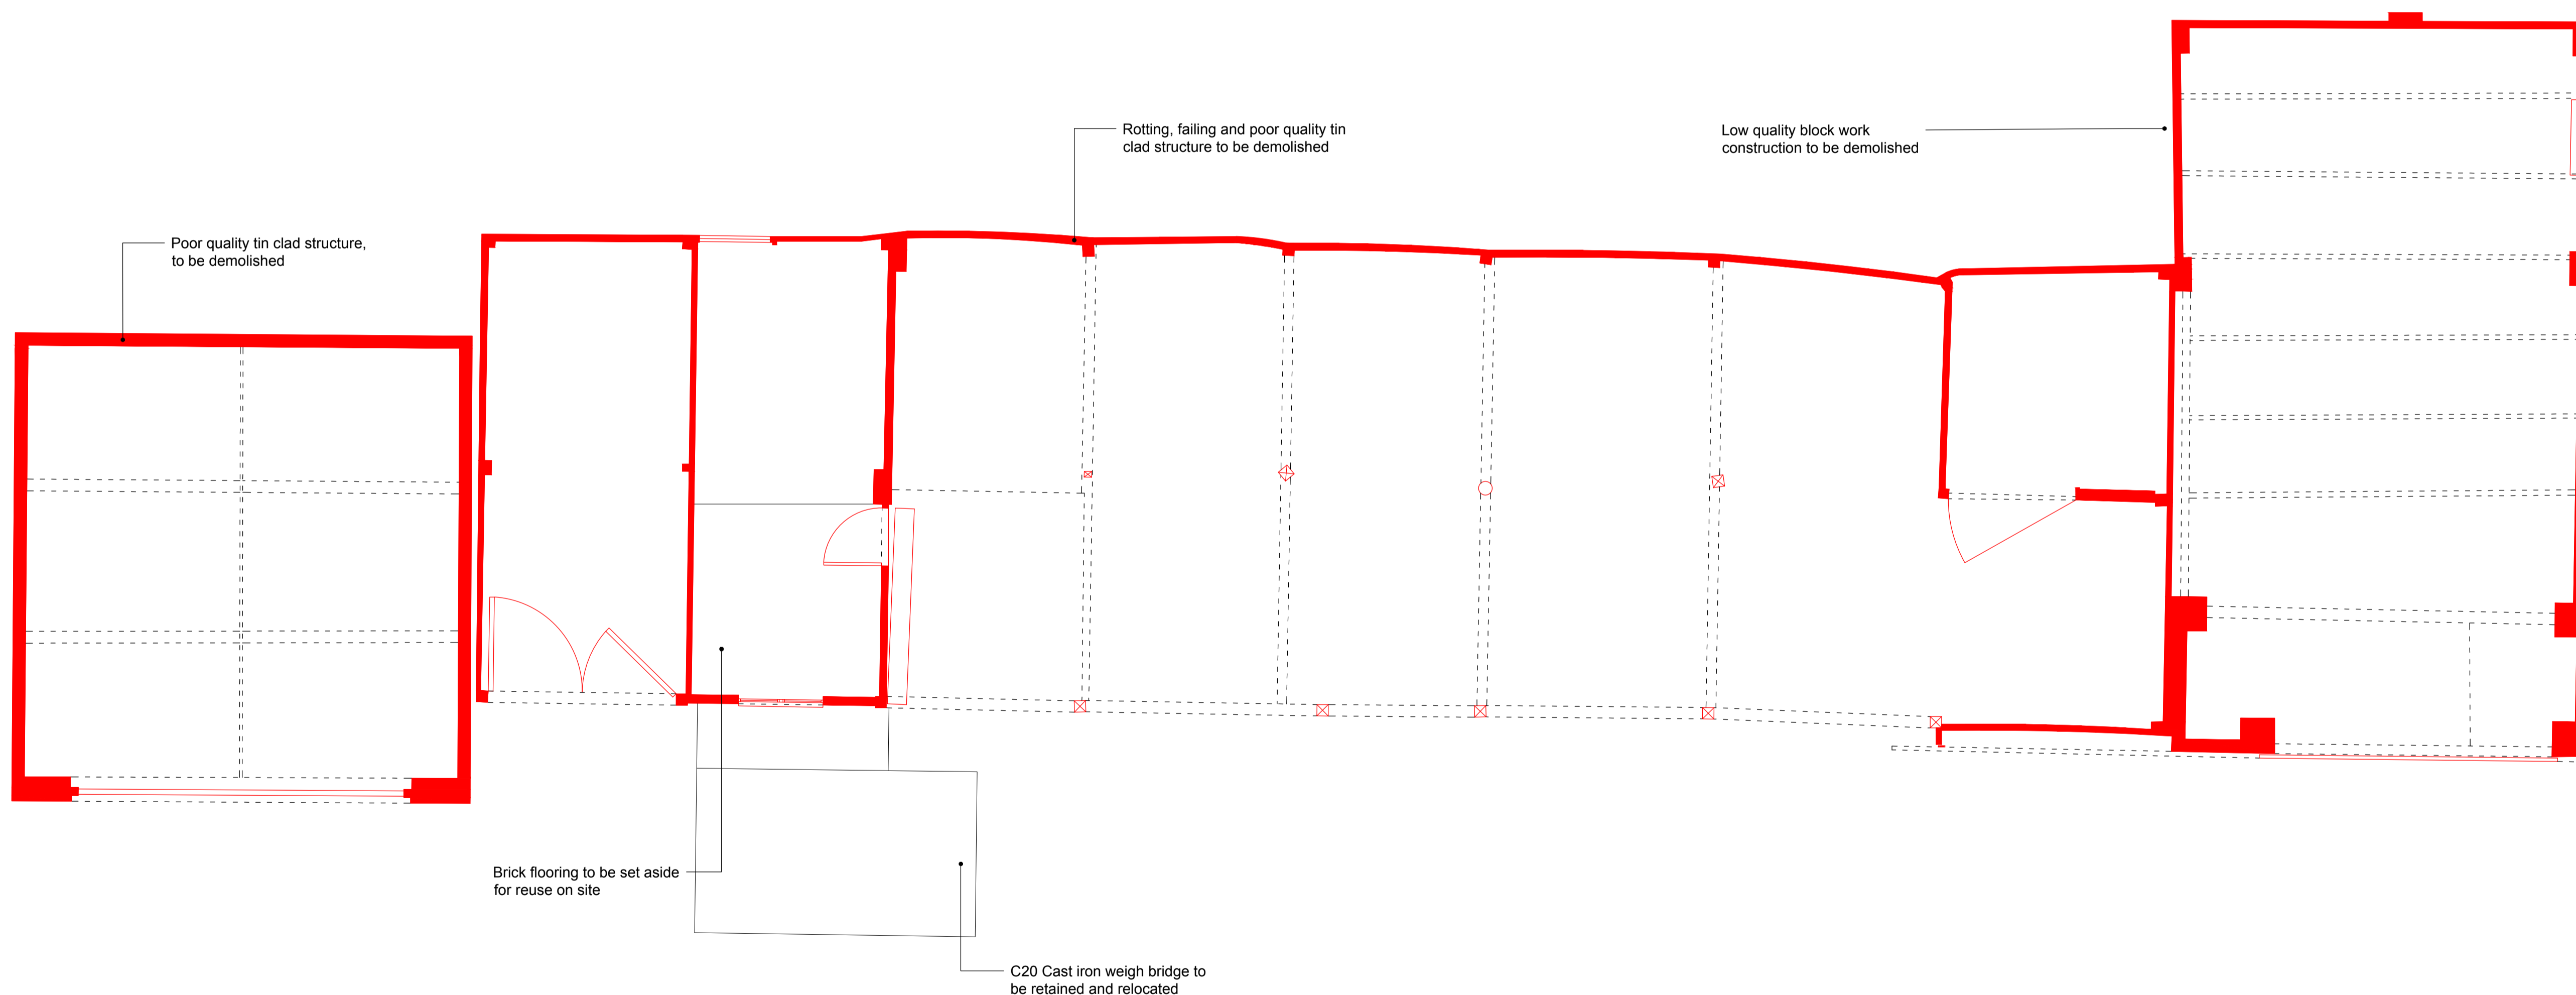 Rotting, failing and poor quality tin
clad structure to be demolished
Low quality block work
construction to be demolished
Poor quality tin clad structure,
to be demolished
Brick flooring to be set aside
for reuse on site
C20 Cast iron weigh bridge to
be retained and relocated